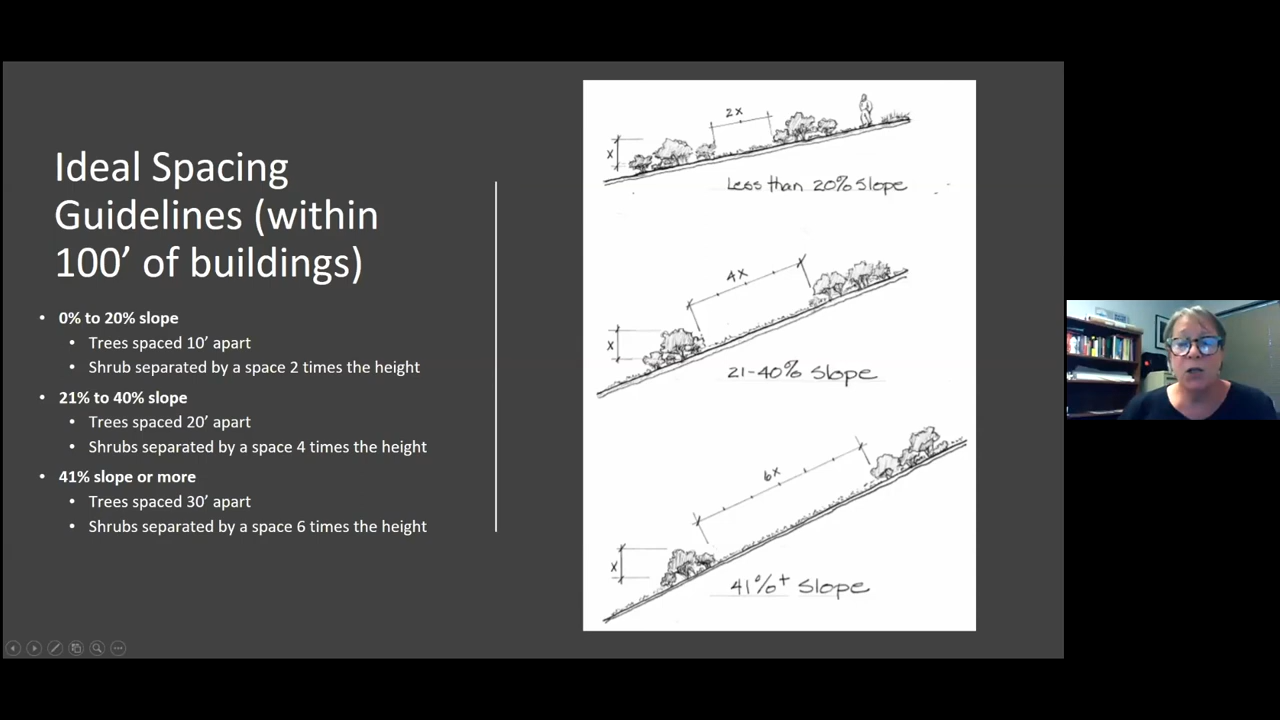 Ideal Spacing
Guidelines (within
100’ of buildings)
• 0% to 20% slope
• Trees spaced 10’ apart
• Shrub separated by a space 2 times the height
• 21% to 40% slope
• Trees spaced 20’ apart
• Shrubs separated by a space 4 times the height
• 41% slope or more
• Trees spaced 30’ apart
• Shrubs separated by a space 6 times the height
2x
x
Less than 20% slope
4x
x
21-40% slope
6x
x
41%+ slope